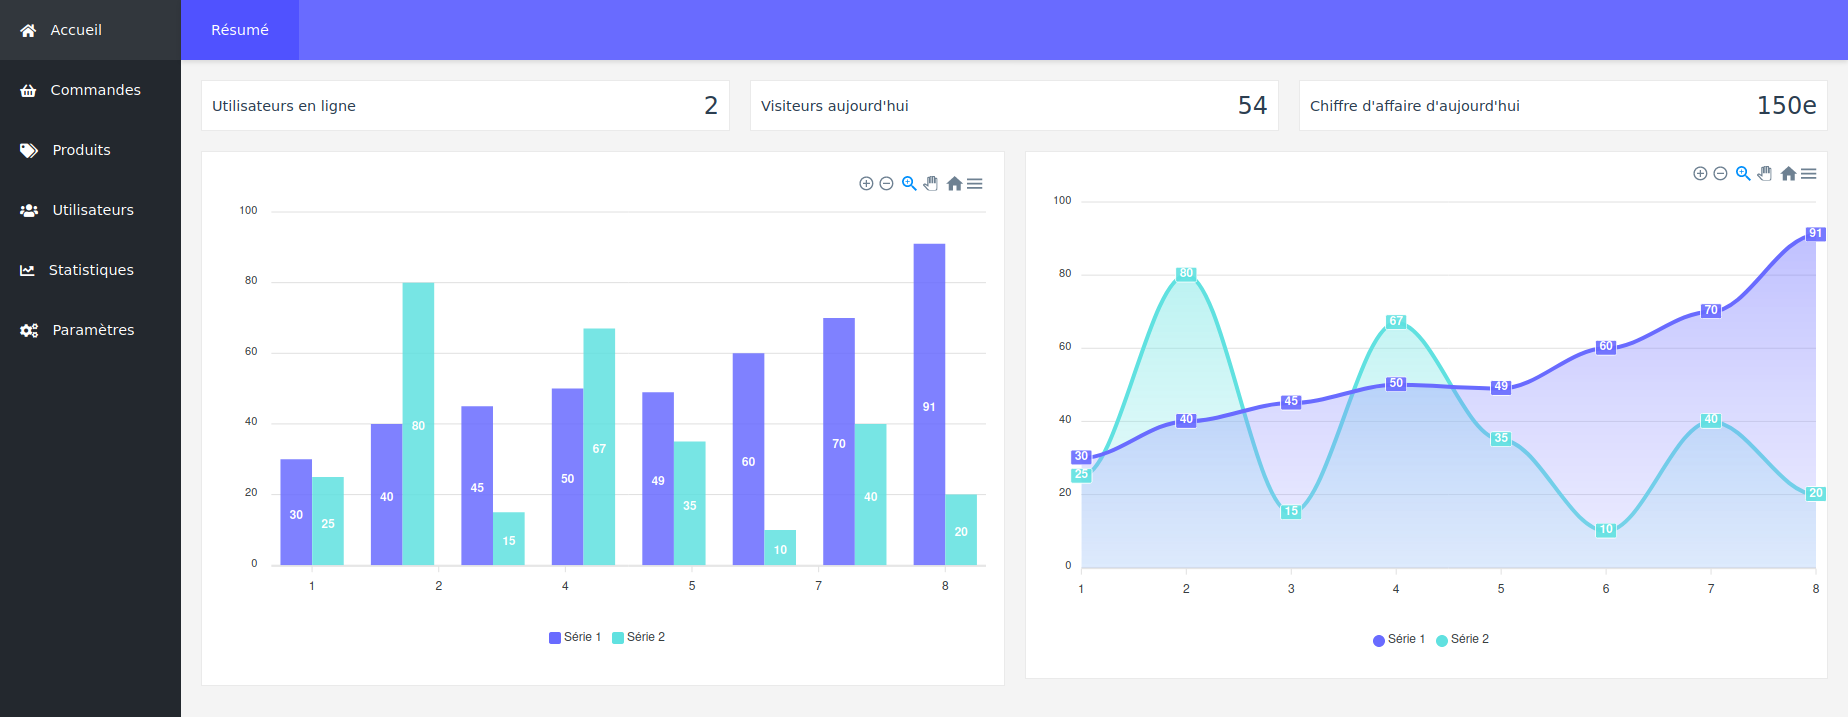 Accueil
Résumé
Commandes
Produits
Utilisateurs
Statistiques
Paramètres
Utilisateurs en ligne 2
Visiteurs aujourd'hui 54
Chiffre d'affaire d'aujourd'hui 150e
100
80
60
40
20
0
30 25
40 80
45 15
50 67
49 35
60 10
70 40
91 20
1 2 4 5 7 8
Série 1 Série 2
100
80
60
40
20
0
30 40 45 50 49 60 70 91
25 80 15 67 35 10 40 20
1 2 3 4 5 6 7 8
Série 1 Série 2